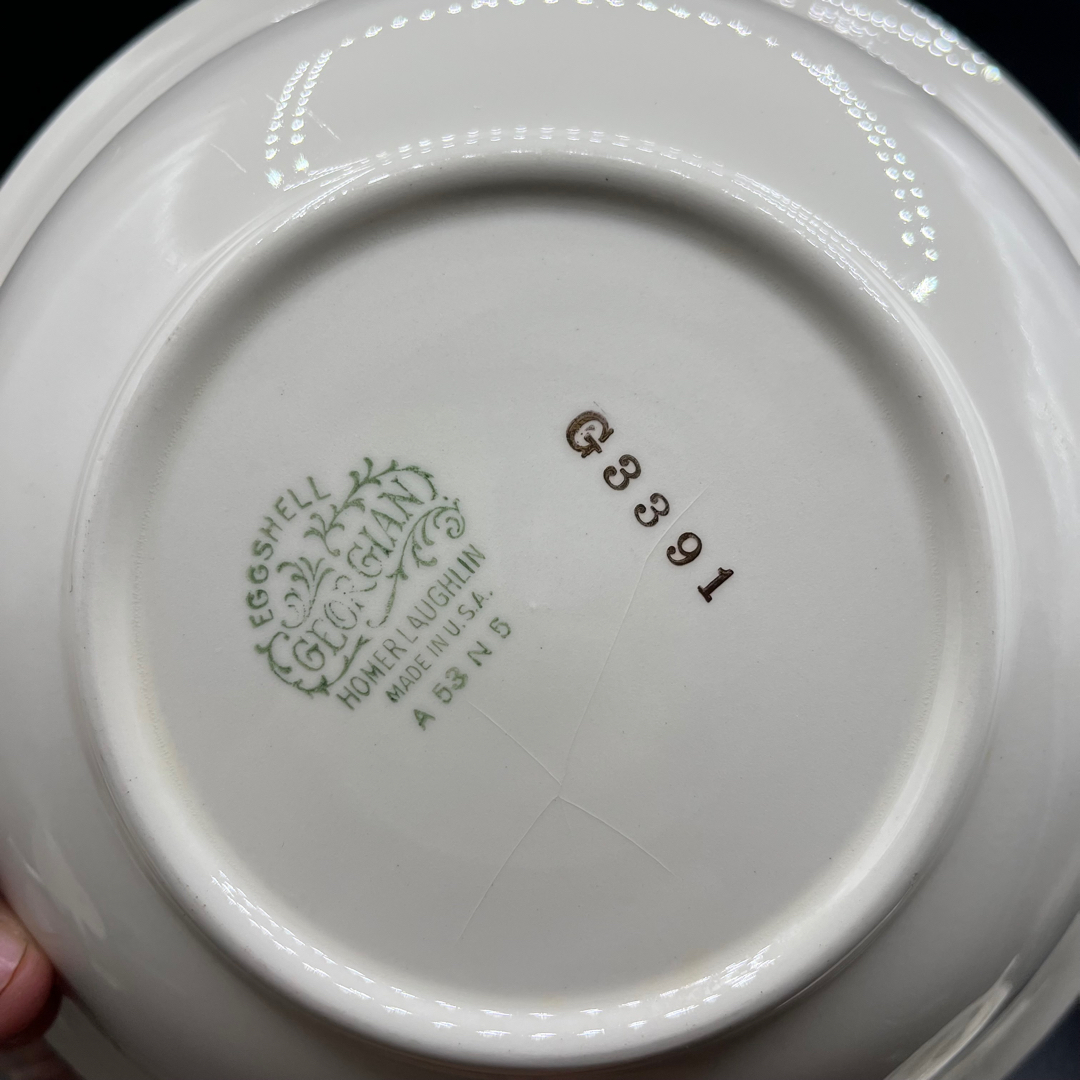 EGGSHELL
GEORGIAN
HOMER LAUGHLIN
MADE IN U.S.A.
A 53 N 5
G3391